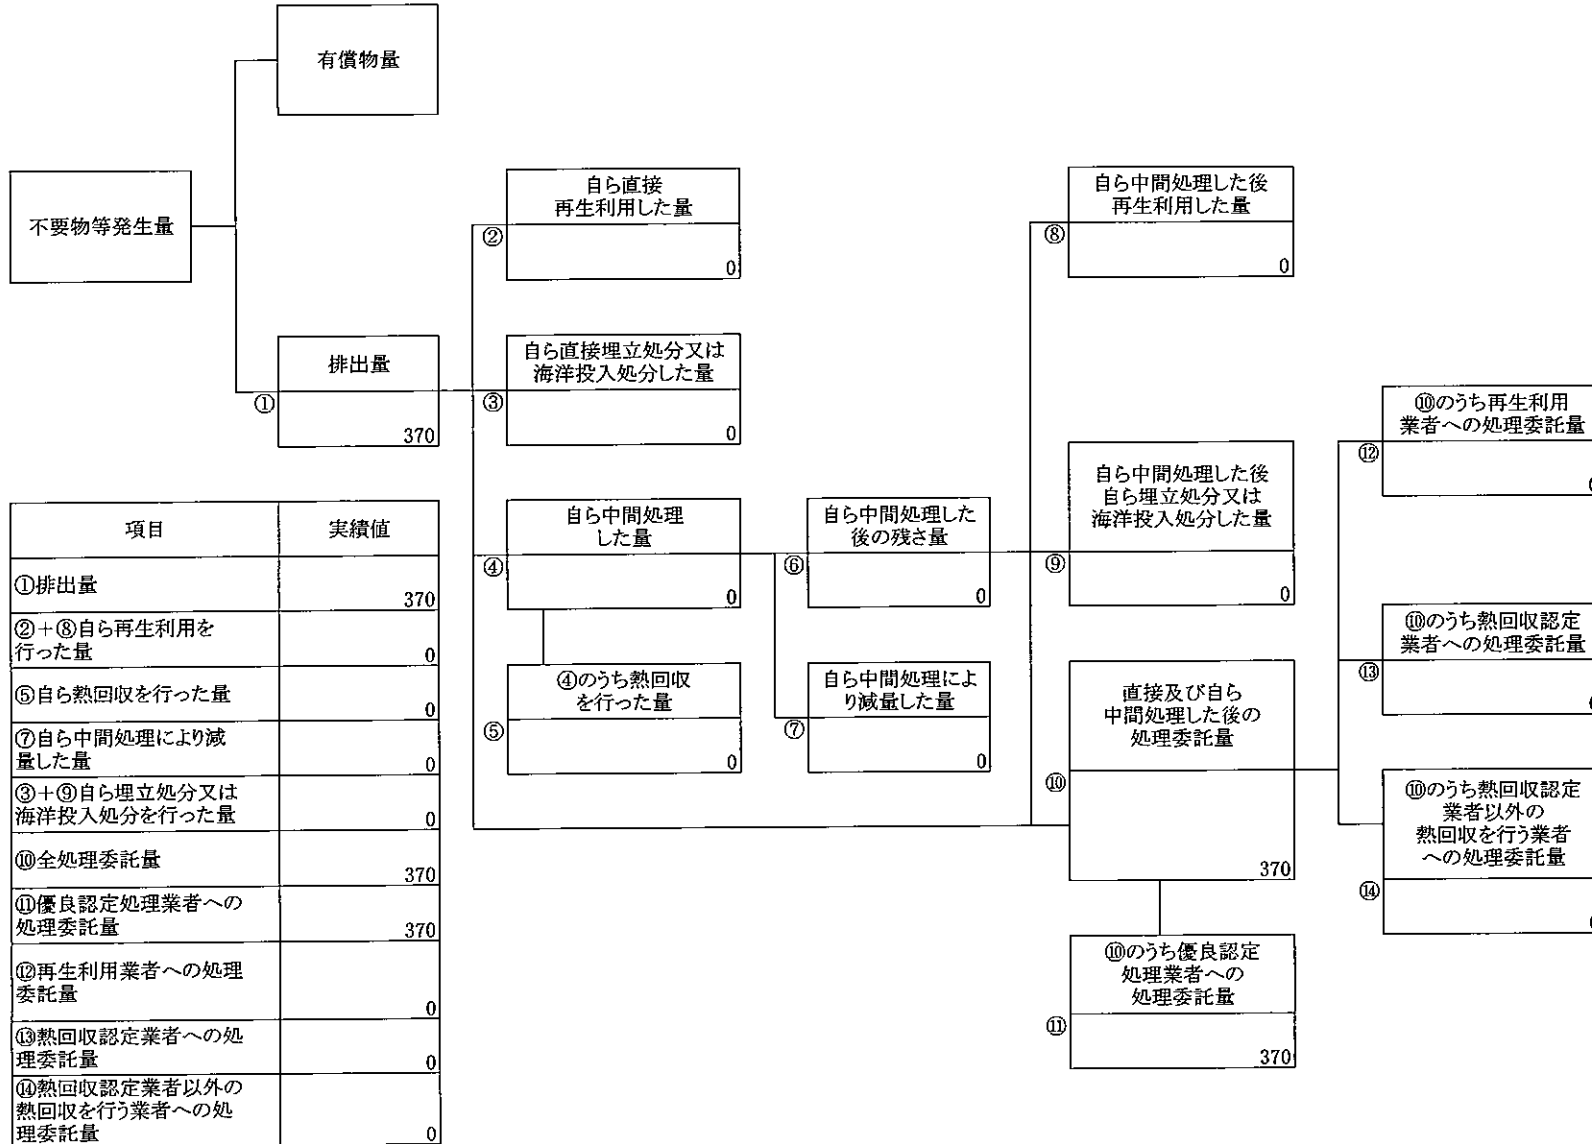 有償物量
不要物等発生量
排出量
①
370
自ら直接
再生利用した量
②
0
自ら直接埋立処分又は
海洋投入処分した量
③
0
自ら中間処理
した量
④
0
④のうち熱回収
を行った量
⑤
0
自ら中間処理した
後の残さ量
⑥
0
自ら中間処理によ
り減量した量
⑦
0
自ら中間処理した後
再生利用した量
⑧
0
自ら中間処理した後
自ら埋立処分又は
海洋投入処分した量
⑨
0
直接及び自ら
中間処理した後の
処理委託量
⑩
370
⑩のうち優良認定
処理業者への
処理委託量
⑪
370
⑩のうち再生利用
業者への処理委託量
⑫
⑩のうち熱回収認定
業者への処理委託量
⑬
⑩のうち熱回収認定
業者以外の
熱回収を行う業者
への処理委託量
⑭
項目 実績値
①排出量
370
②+⑧自ら再生利用を
行った量
0
⑤自ら熱回収を行った量
0
⑦自ら中間処理により減
量した量
0
③+⑨自ら埋立処分又は
海洋投入処分を行った量
0
⑩全処理委託量
370
⑪優良認定処理業者への
処理委託量
370
⑫再生利用業者への処理
委託量
0
⑬熱回収認定業者への処
理委託量
0
⑭熱回収認定業者以外の
熱回収を行う業者への処
理委託量
0